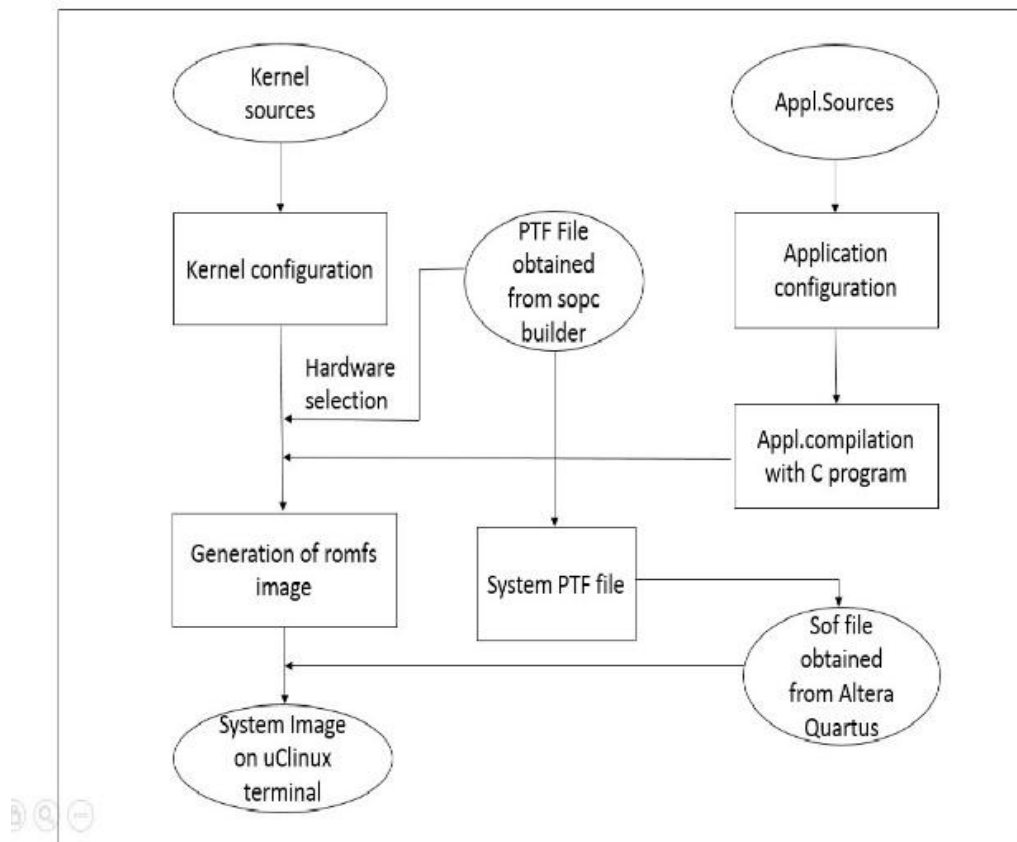 Kernel
sources
Appl.Sources
Kernel configuration
PTF File
obtained
from sopc
builder
Application
configuration
Hardware
selection
Appl.compilation
with C program
Generation of romfs
image
System PTF file
Sof file
obtained
from Altera
Quartus
System Image
on uClinux
terminal